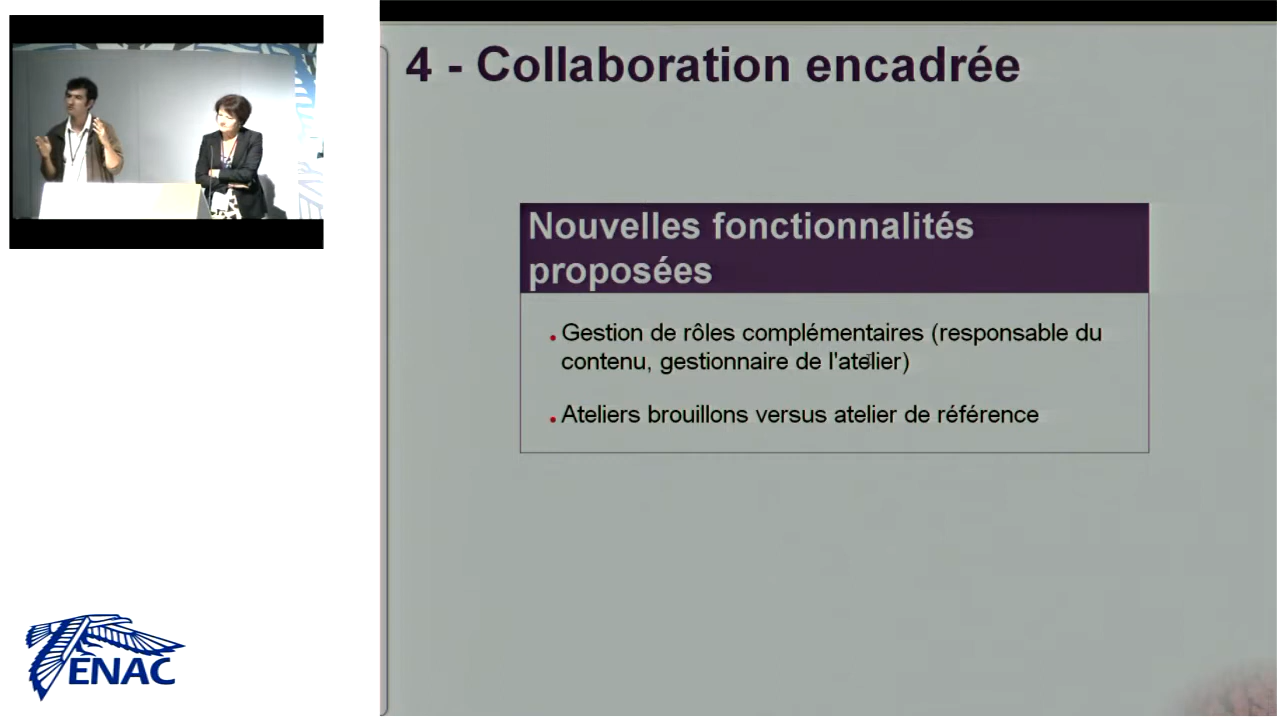 4 - Collaboration encadrée
Nouvelles fonctionnalités
proposées
Gestion de rôles complémentaires (responsable du
contenu, gestionnaire de l'atelier)
Ateliers brouillons versus atelier de référence
ENAC